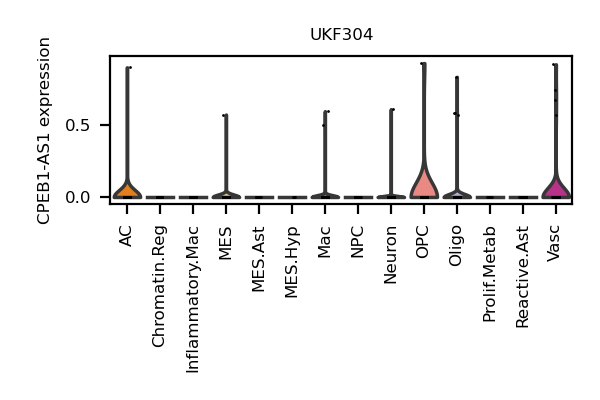 UKF304
CPEB1-AS1 expression
0.5
0.0
AC
Chromatin.Reg
Inflammatory.Mac
MES
MES.Ast
MES.Hyp
Mac
NPC
Neuron
OPC
Oligo
Prolif.Metab
Reactive.Ast
Vasc